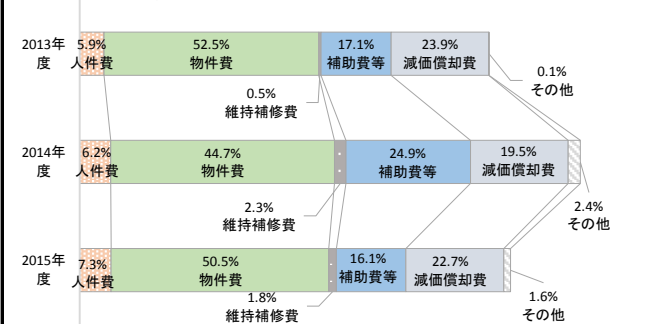 2013年
度
5.9%
人件費
52.5%
物件費
17.1%
補助費等
23.9%
減価償却費
0.1%
その他
0.5%
維持補修費
2014年
度
6.2%
人件費
44.7%
物件費
24.9%
補助費等
19.5%
減価償却費
2.4%
その他
2.3%
維持補修費
2015年
度
7.3%
人件費
50.5%
物件費
16.1%
補助費等
22.7%
減価償却費
1.6%
その他
1.8%
維持補修費